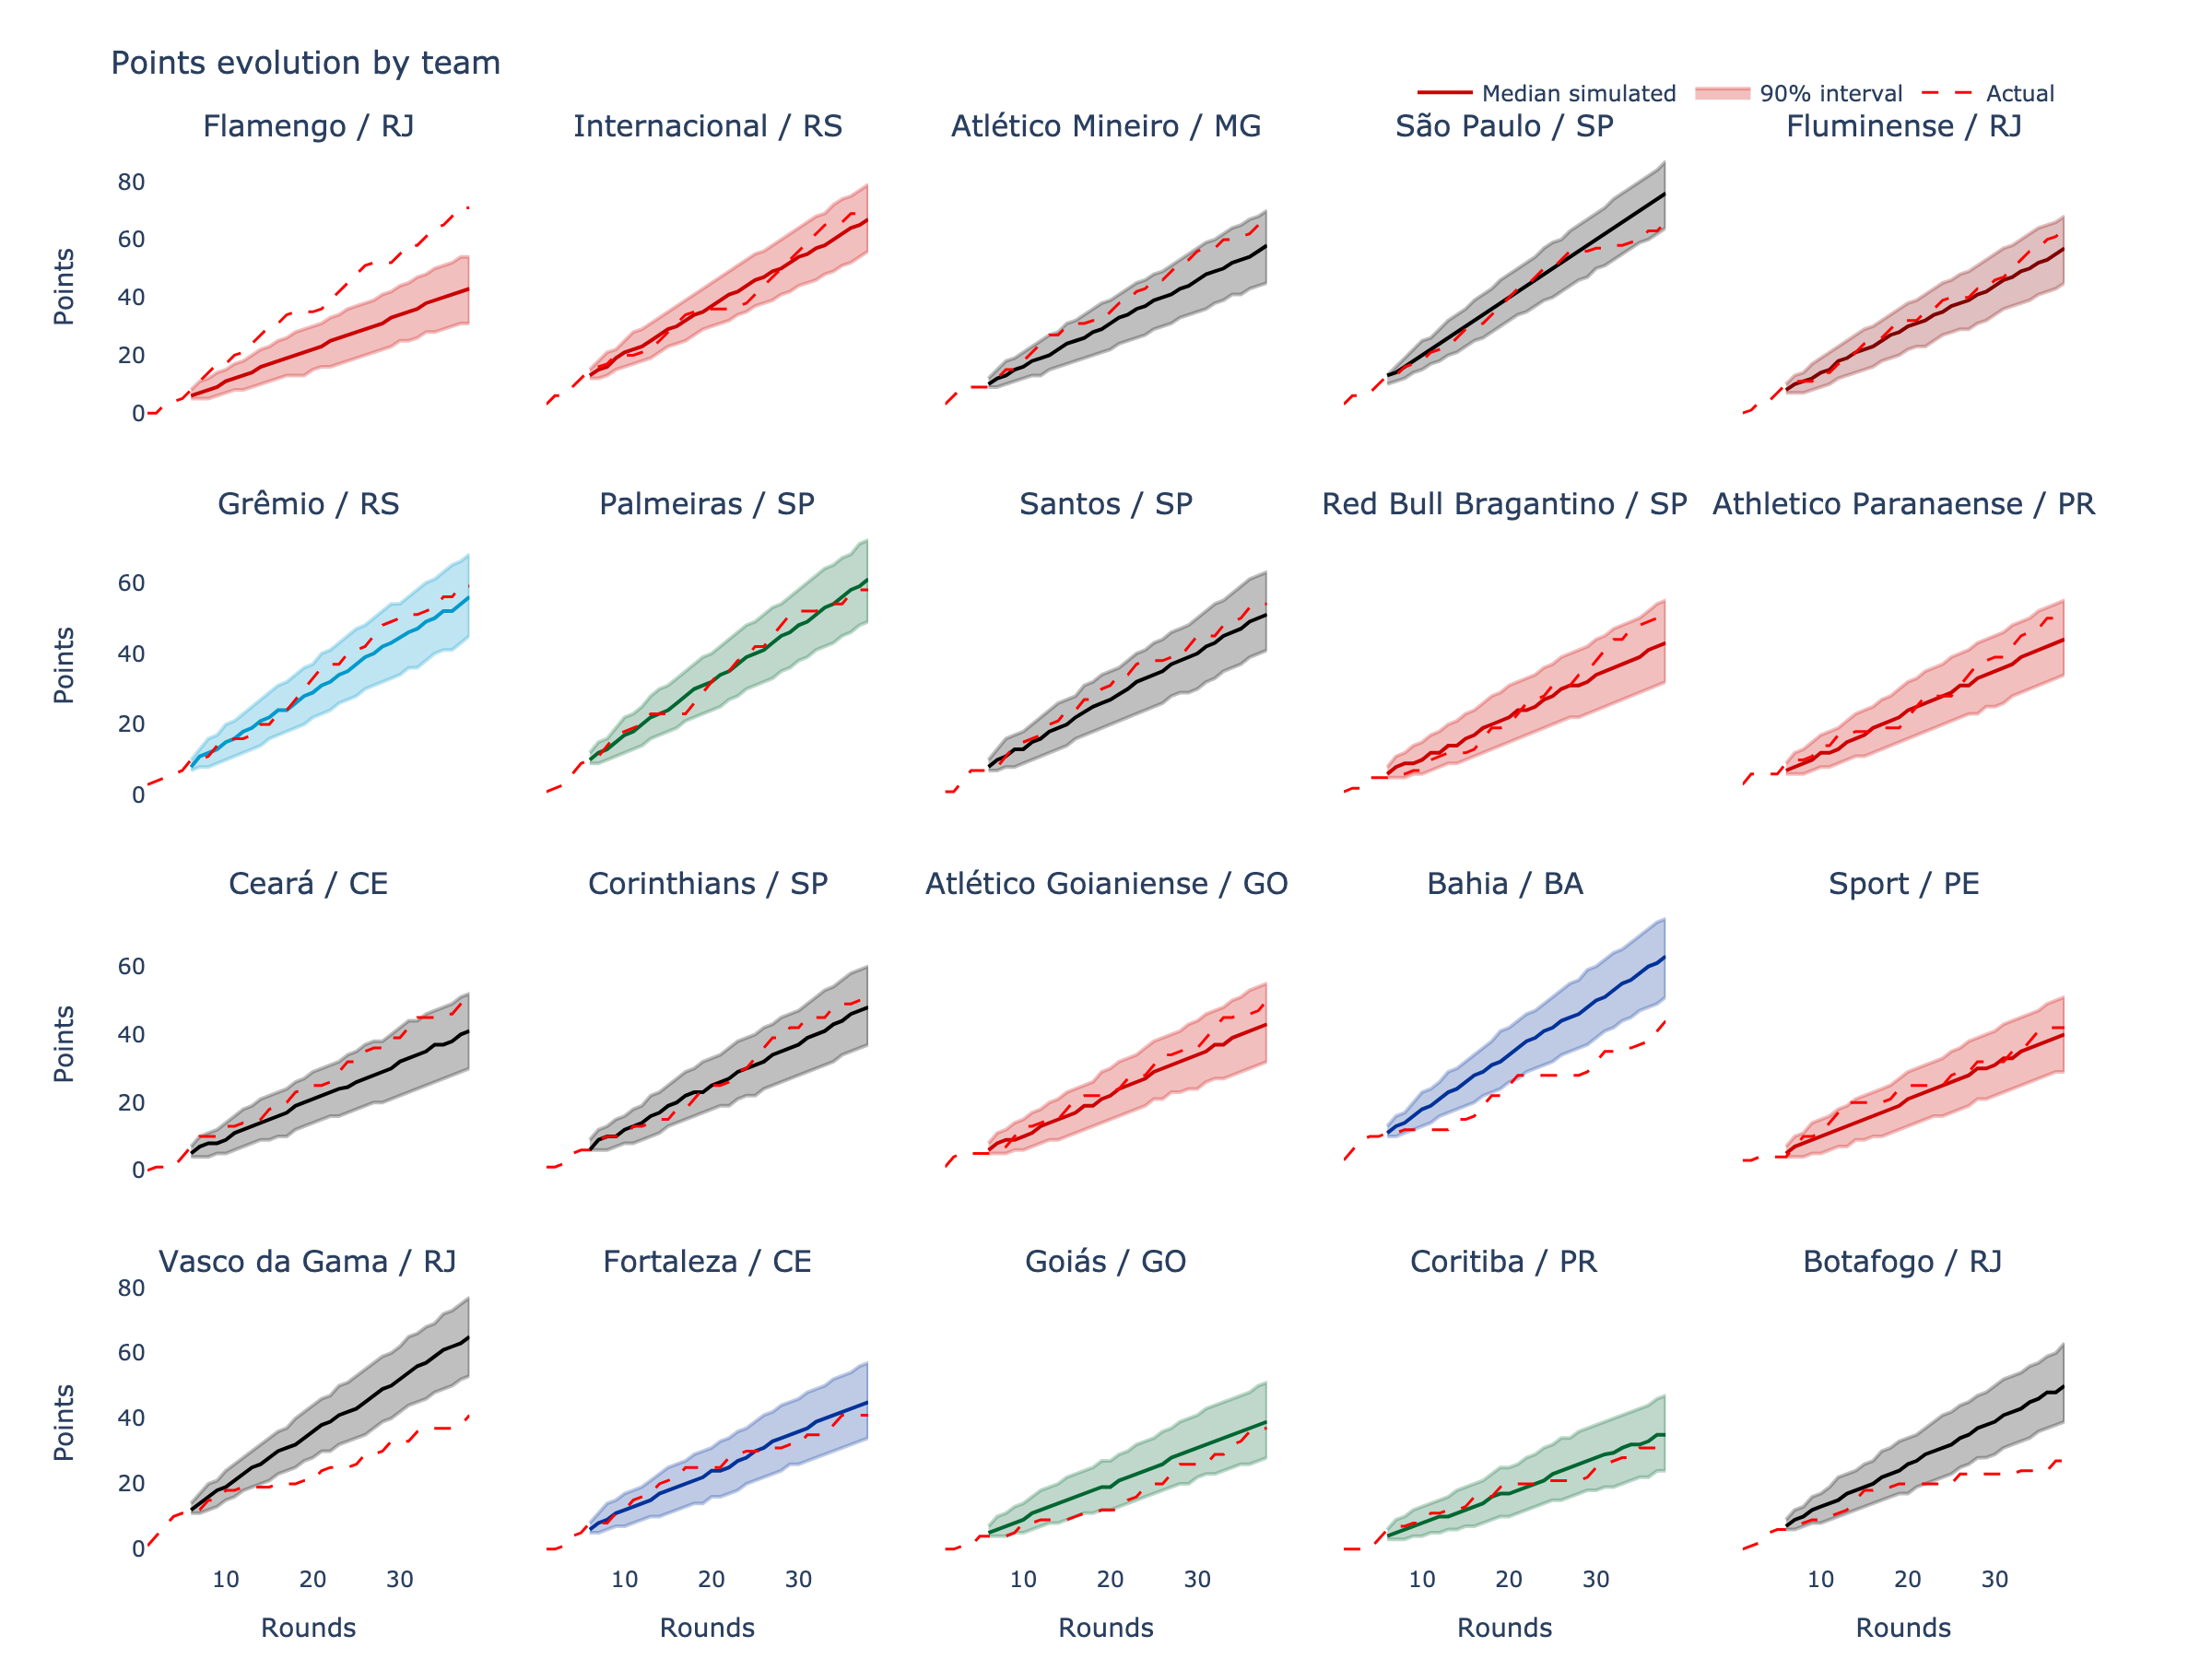 Points evolution by team
Median simulated 90% interval Actual
Flamengo / RJ Internacional / RS Atlético Mineiro / MG São Paulo / SP Fluminense / RJ
80
60
40
20
0
Points
Grêmio / RS Palmeiras / SP Santos / SP Red Bull Bragantino / SP Athletico Paranaense / PR
60
40
20
0
Points
Ceará / CE Corinthians / SP Atlético Goianiense / GO Bahia / BA Sport / PE
60
40
20
0
Points
Vasco da Gama / RJ Fortaleza / CE Goiás / GO Coritiba / PR Botafogo / RJ
80
60
40
20
0
Points
10 20 30 10 20 30 10 20 30 10 20 30 10 20 30
Rounds Rounds Rounds Rounds Rounds